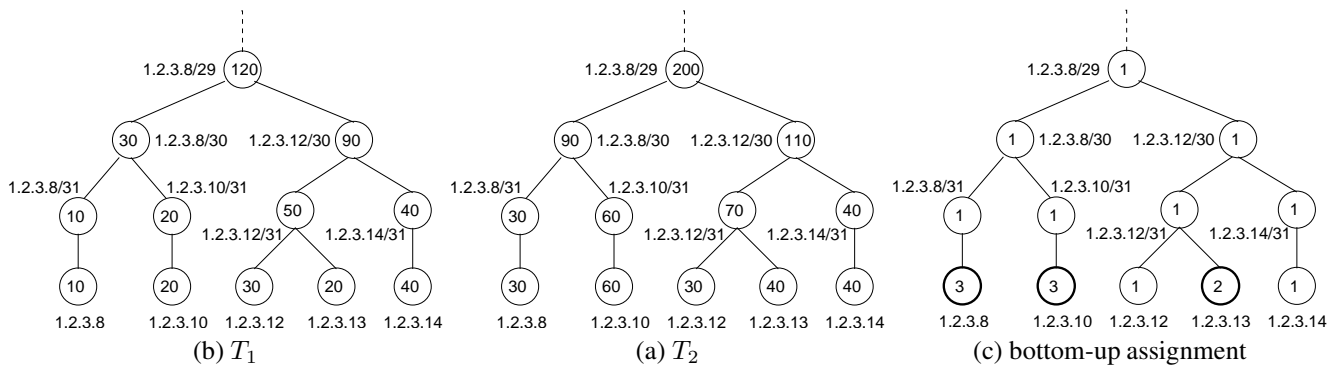 1.2.3.8/29 120
30 1.2.3.8/30 1.2.3.12/30 90
1.2.3.8/31 1.2.3.10/31
10 20 50 40
1.2.3.12/31 1.2.3.14/31
10 20 30 20 40
1.2.3.8 1.2.3.10 1.2.3.12 1.2.3.13 1.2.3.14
(b) T1
1.2.3.8/29 200
90 1.2.3.8/30 1.2.3.12/30 110
1.2.3.8/31 1.2.3.10/31
30 60 70 40
1.2.3.12/31 1.2.3.14/31
30 60 30 40 40
1.2.3.8 1.2.3.10 1.2.3.12 1.2.3.13 1.2.3.14
(a) T2
1.2.3.8/29 1
1 1.2.3.8/30 1.2.3.12/30 1
1.2.3.8/31 1.2.3.10/31
1 1 1 1
1.2.3.12/31 1.2.3.14/31
3 3 1 2 1
1.2.3.8 1.2.3.10 1.2.3.12 1.2.3.13 1.2.3.14
(c) bottom-up assignment